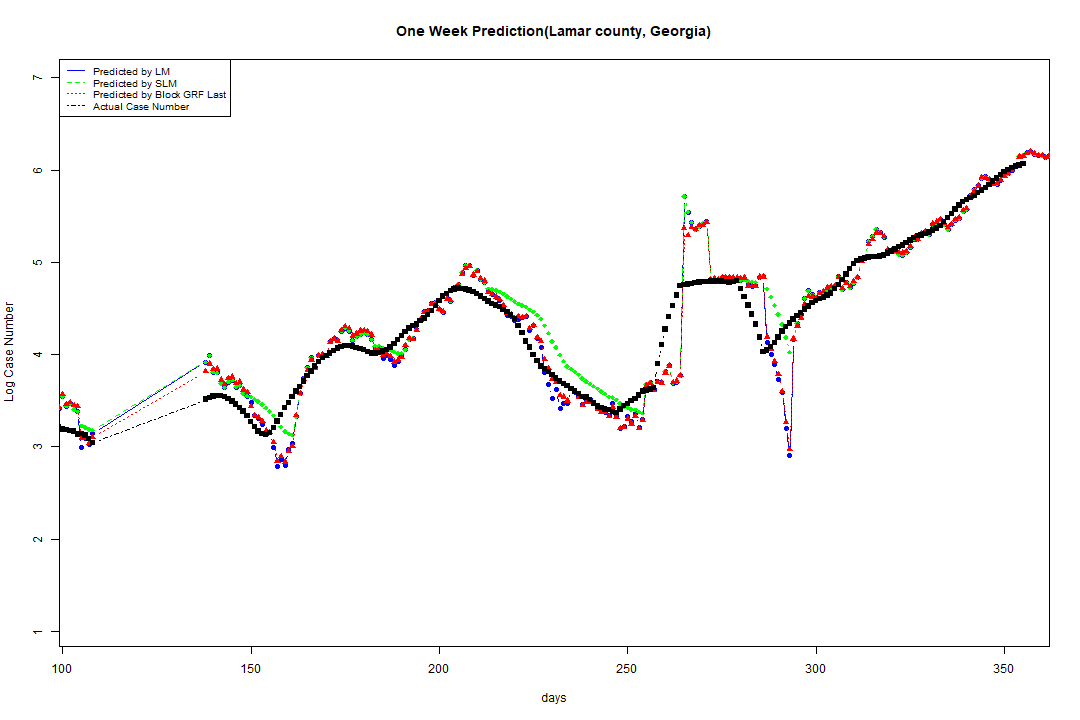 One Week Prediction(Lamar county, Georgia)
Predicted by LM
Predicted by SLM
Predicted by Block GRF Last
Actual Case Number
7
6
5
4
3
2
1
Log Case Number
100 150 200 250 300 350
days